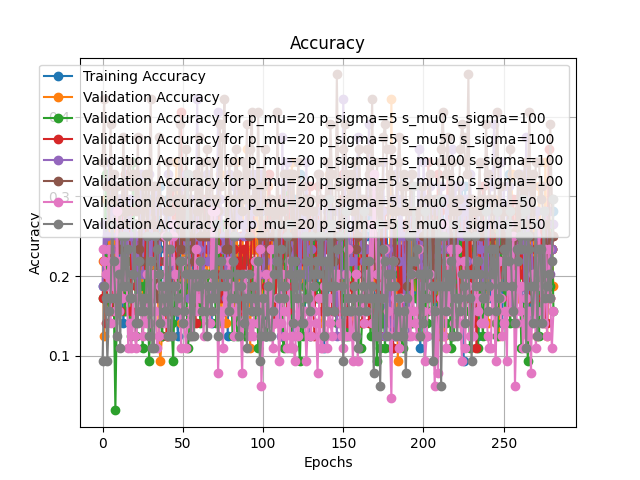 Accuracy
Training Accuracy
Validation Accuracy
Validation Accuracy for p_mu=20 p_sigma=5 s_mu0 s_sigma=100
Validation Accuracy for p_mu=20 p_sigma=5 s_mu50 s_sigma=100
Validation Accuracy for p_mu=20 p_sigma=5 s_mu100 s_sigma=100
Validation Accuracy for p_mu=20 p_sigma=5 s_mu150 s_sigma=100
Validation Accuracy for p_mu=20 p_sigma=5 s_mu0 s_sigma=50
Validation Accuracy for p_mu=20 p_sigma=5 s_mu0 s_sigma=150
Accuracy
0.3
0.2
0.1
0 50 100 150 200 250
Epochs